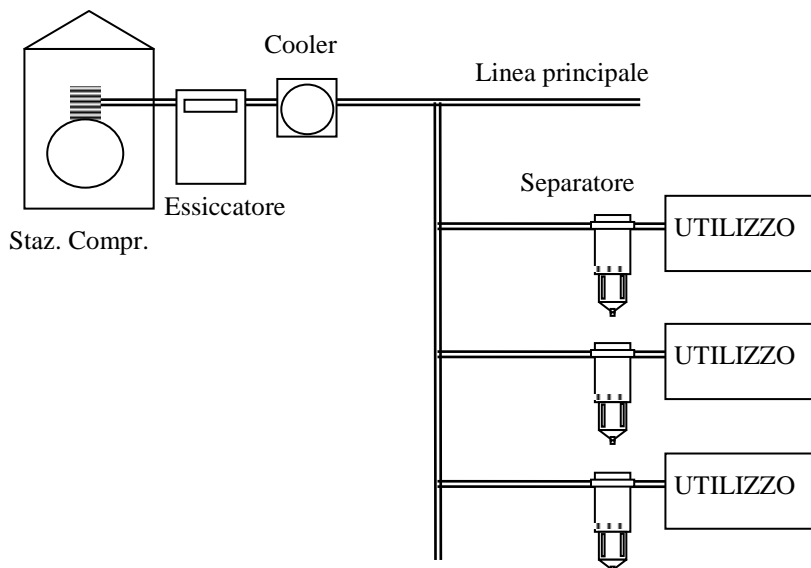 Cooler
Linea principale
Essiccatore
Staz. Compr.
Separatore
UTILIZZO
UTILIZZO
UTILIZZO